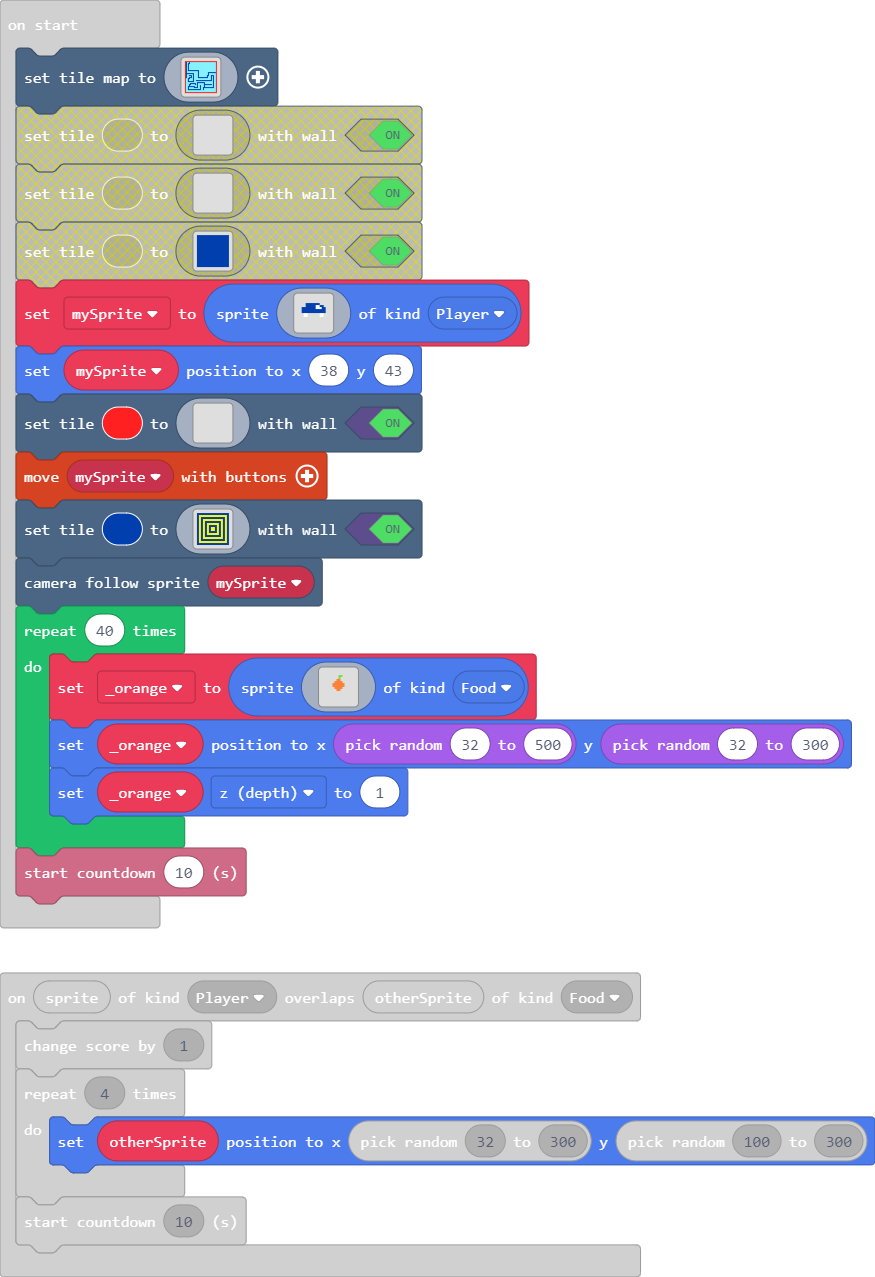 on start
set tile map to
set tile to with wall ON
set tile to with wall ON
set tile to with wall ON
set mySprite to sprite of kind Player
set mySprite position to x 38 y 43
set tile to with wall ON
move mySprite with buttons
set tile to with wall ON
camera follow sprite mySprite
repeat 40 times
do
set _orange to sprite of kind Food
set _orange position to x pick random 32 to 500 y pick random 32 to 300
set _orange z (depth) to 1
start countdown 10 (s)
on sprite of kind Player overlaps otherSprite of kind Food
change score by 1
repeat 4 times
do
set otherSprite position to x pick random 32 to 300 y pick random 100 to 300
start countdown 10 (s)